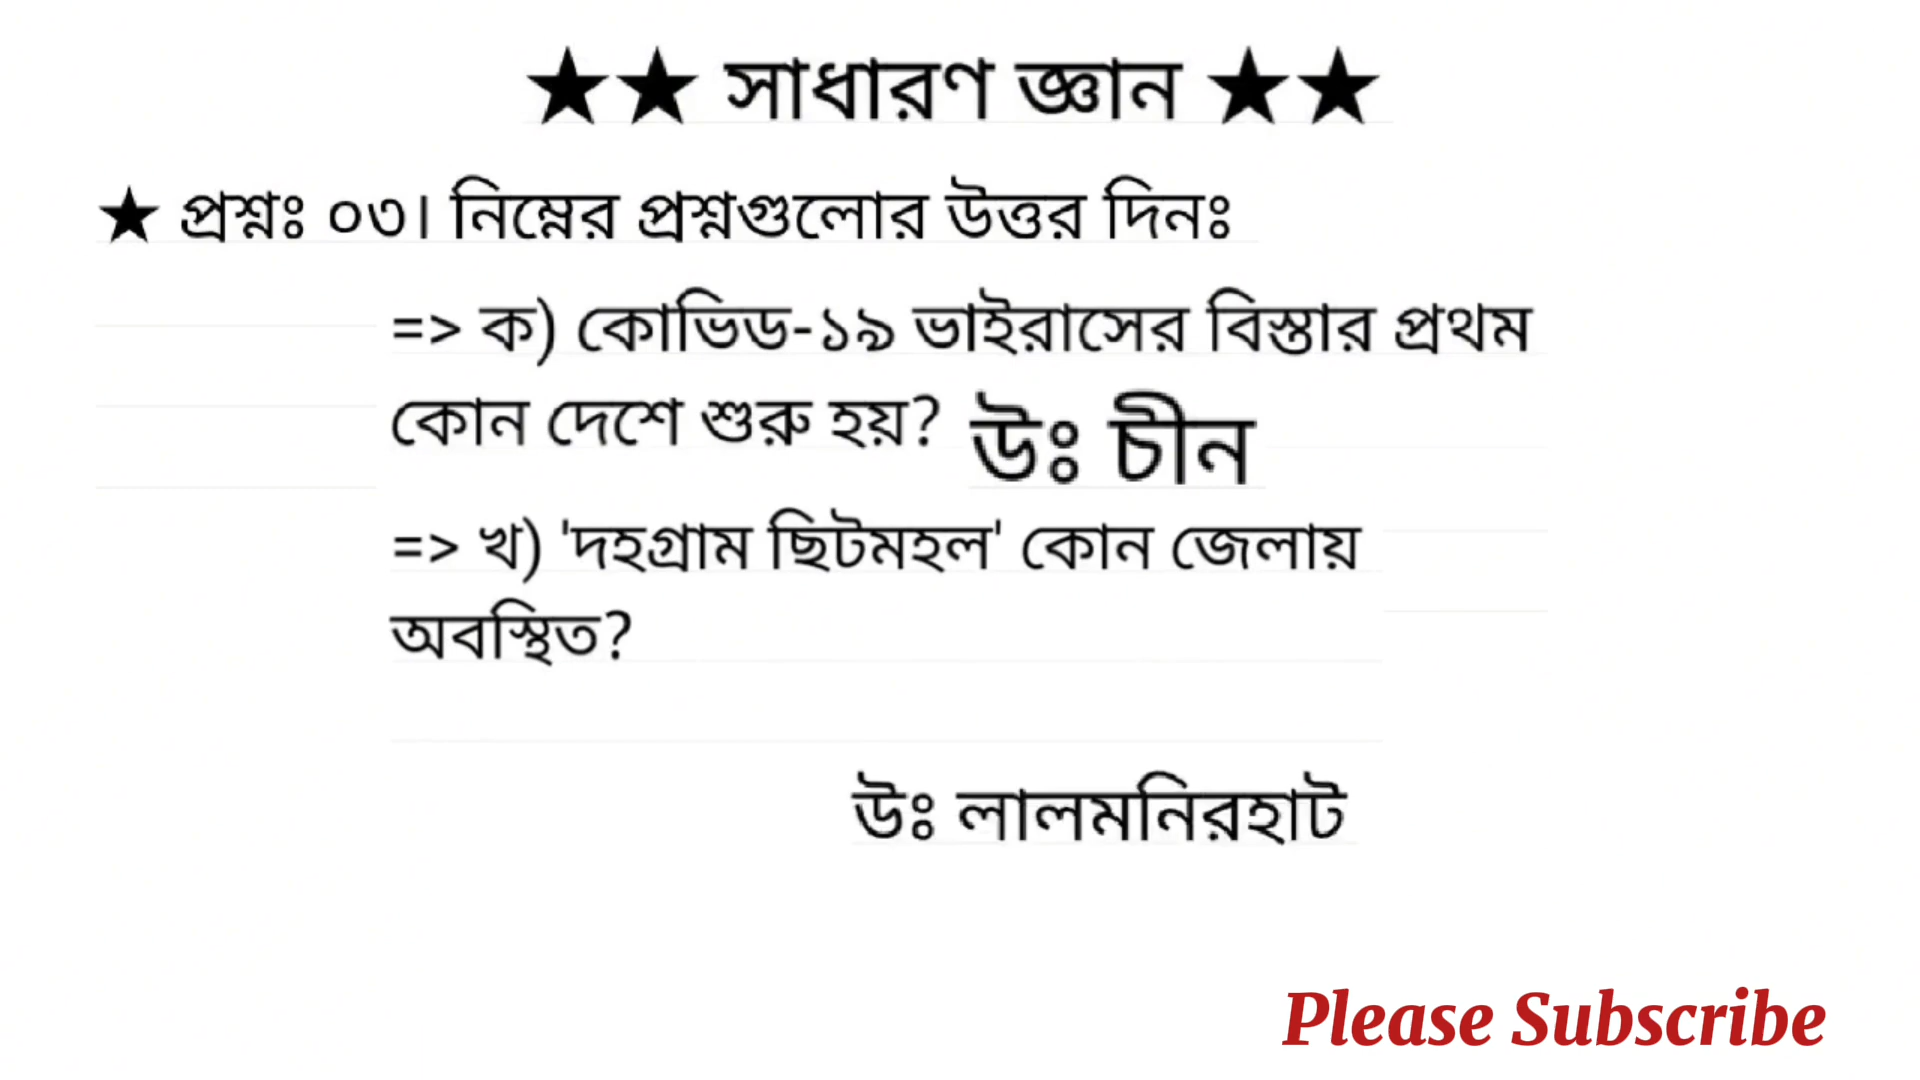 ★★ সাধারণ জ্ঞান ★★
★ প্রশ্নঃ ০৩। নিম্নের প্রশ্নগুলোর উত্তর দিনঃ
=> ক) কোভিড-১৯ ভাইরাসের বিস্তার প্রথম
কোন দেশে শুরু হয়? উঃ চীন
=> খ) 'দহগ্রাম ছিটমহল' কোন জেলায়
অবস্থিত?
উঃ লালমনিরহাট
Please Subscribe